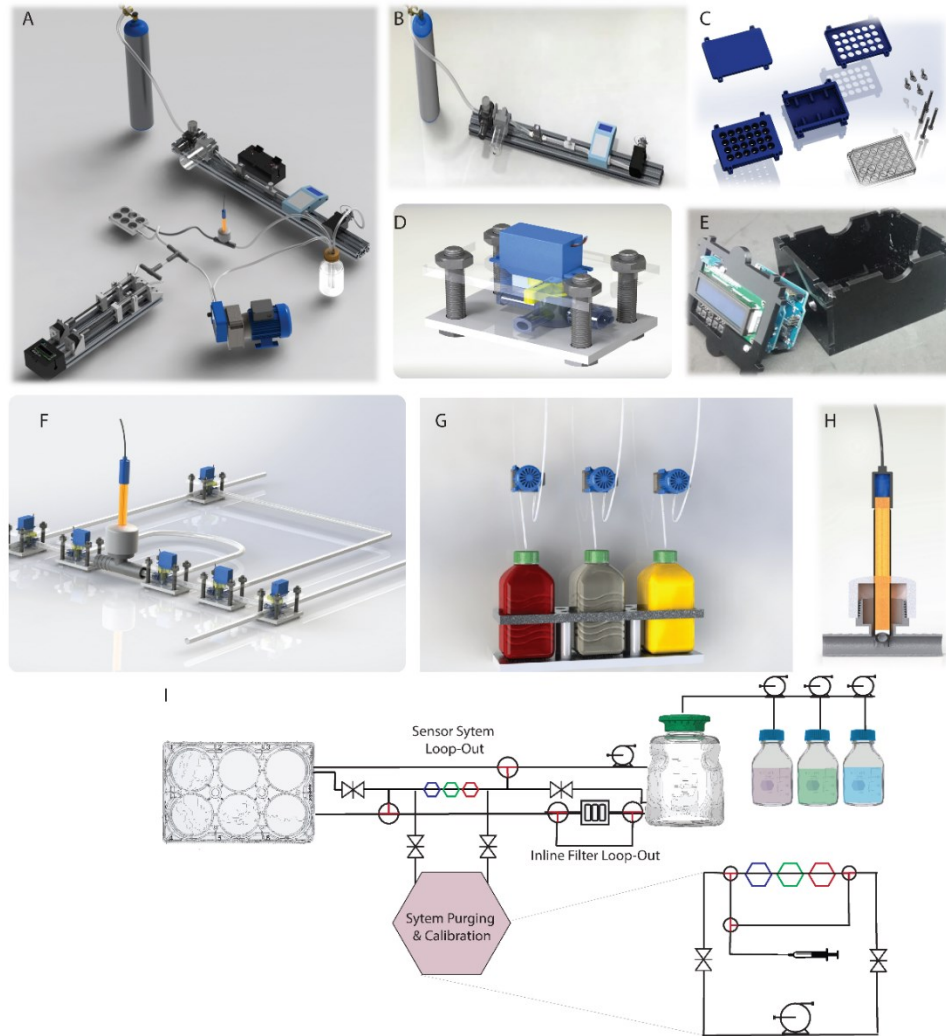 A
B
C
D
E
F
G
H
I
Sensor Sytem
Loop-Out
Inline Filter Loop-Out
Sytem Purging
& Calibration